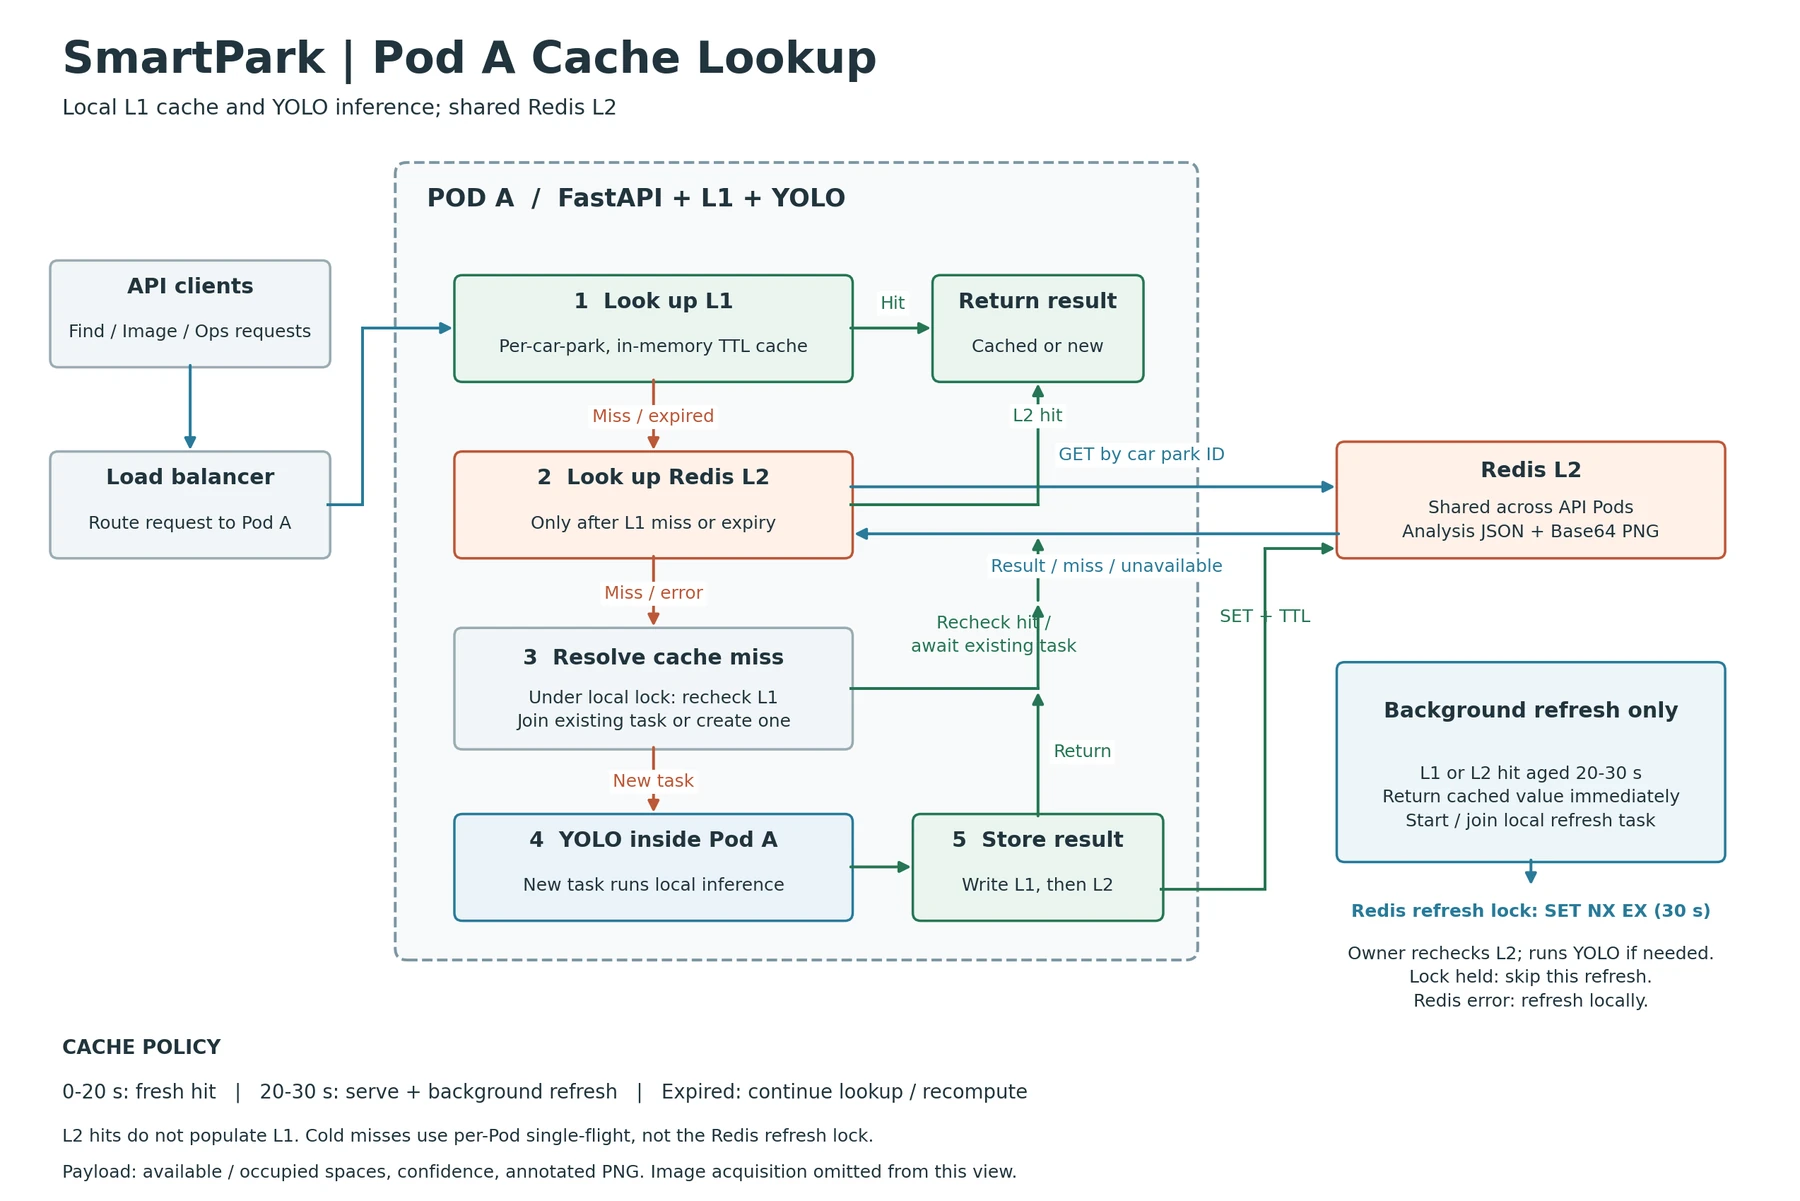 SmartPark | Pod A Cache Lookup
Local L1 cache and YOLO inference; shared Redis L2
POD A / FastAPI + L1 + YOLO
API clients
Find / Image / Ops requests
Load balancer
Route request to Pod A
1 Look up L1
Per-car-park, in-memory TTL cache
Hit
Return result
Cached or new
Miss / expired
L2 hit
2 Look up Redis L2
Only after L1 miss or expiry
GET by car park ID
Redis L2
Shared across API Pods
Analysis JSON + Base64 PNG
Result / miss / unavailable
Miss / error
Recheck hit /
await existing task
SET + TTL
3 Resolve cache miss
Under local lock: recheck L1
Join existing task or create one
New task
Return
4 YOLO inside Pod A
New task runs local inference
5 Store result
Write L1, then L2
Background refresh only
L1 or L2 hit aged 20-30 s
Return cached value immediately
Start / join local refresh task
Redis refresh lock: SET NX EX (30 s)
Owner rechecks L2; runs YOLO if needed.
Lock held: skip this refresh.
Redis error: refresh locally.
CACHE POLICY
0-20 s: fresh hit | 20-30 s: serve + background refresh | Expired: continue lookup / recompute
L2 hits do not populate L1. Cold misses use per-Pod single-flight, not the Redis refresh lock.
Payload: available / occupied spaces, confidence, annotated PNG. Image acquisition omitted from this view.